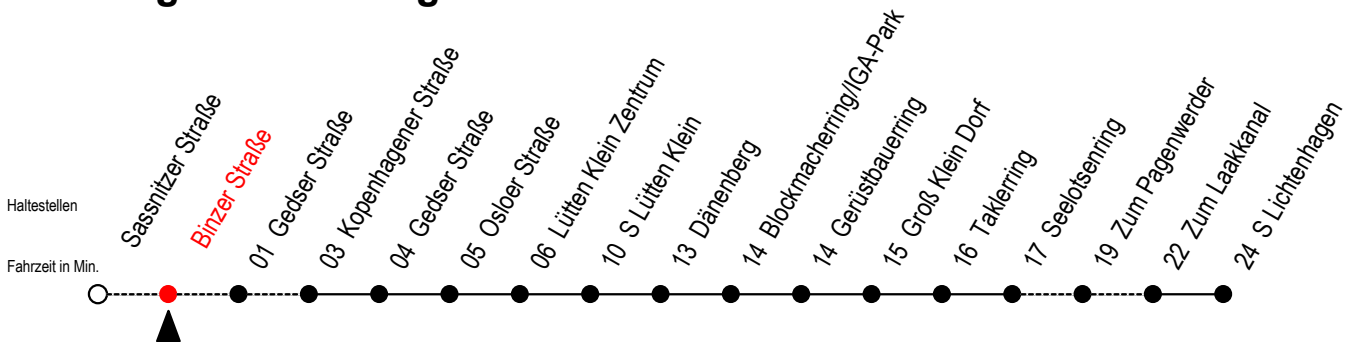 Haltestellen
Fahrzeit in Min.
Sassnitzer Straße
Binzer Straße
01 Gedser Straße
03 Kopenhagener Straße
04 Gedser Straße
05 Osloer Straße
06 Lütten Klein Zentrum
10 S Lütten Klein
13 Dänenberg
14 Blockmacherring/IGA-Park
14 Gerüstbauerring
15 Groß Klein Dorf
16 Taklerring
17 Seelotsenring
19 Zum Pagenwerder
22 Zum Laakkanal
24 S Lichtenhagen